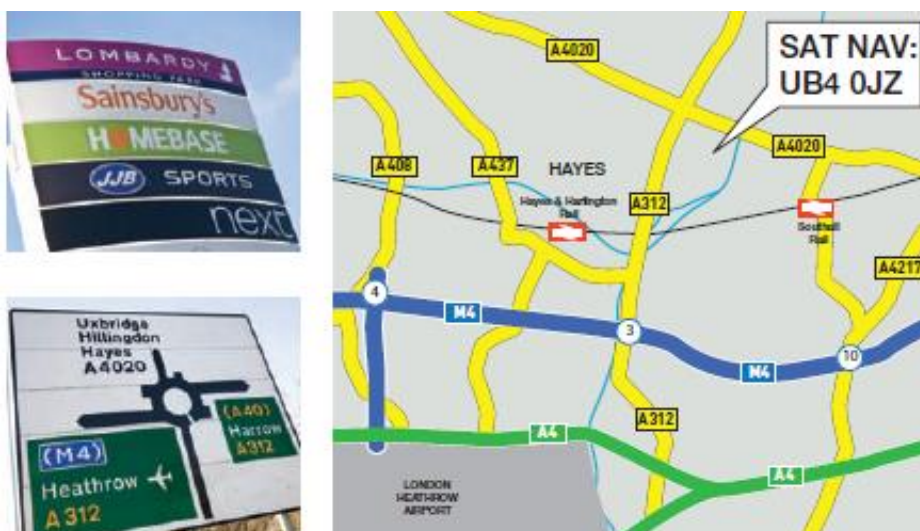 LOMBARDY
SHOPPING PARK
Sainsbury's
HOMEBASE
JJB SPORTS
next
Uxbridge
Hillingdon
Hayes
A4020
(M4)
Heathrow
A312
(A40)
Harrow
A312
A4020
SAT NAV:
UB4 0JZ
A4020
A408
A437
HAYES
Hayes & Harlington
Rail
A312
Southall
Rail
A4217
4
M4
3
M4
10
A312
A4
A4
LONDON
HEATHROW
AIRPORT